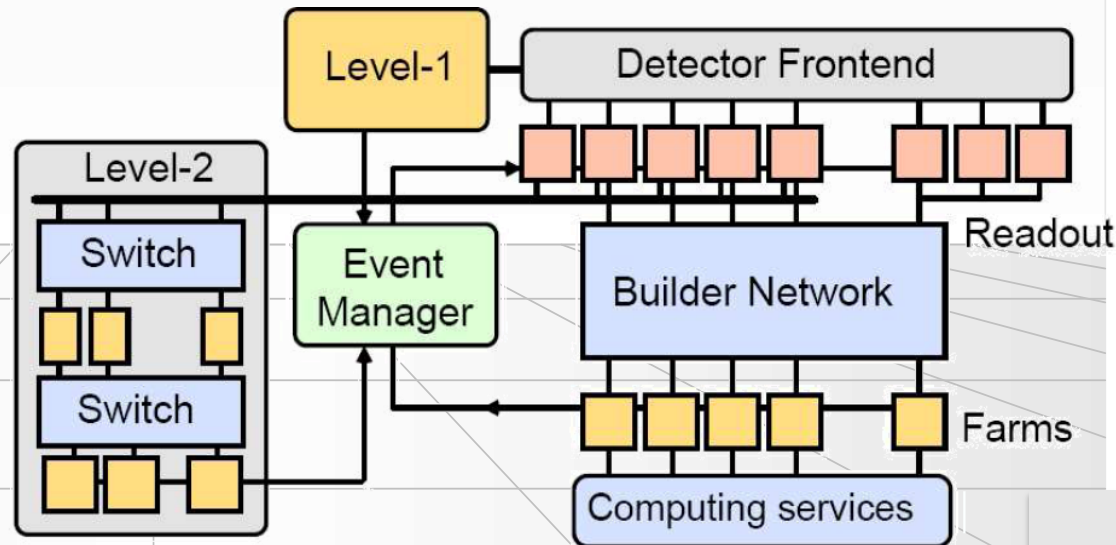 Level-1
Detector Frontend
Level-2
Switch
Event
Manager
Readout
Builder Network
Switch
Farms
Computing services